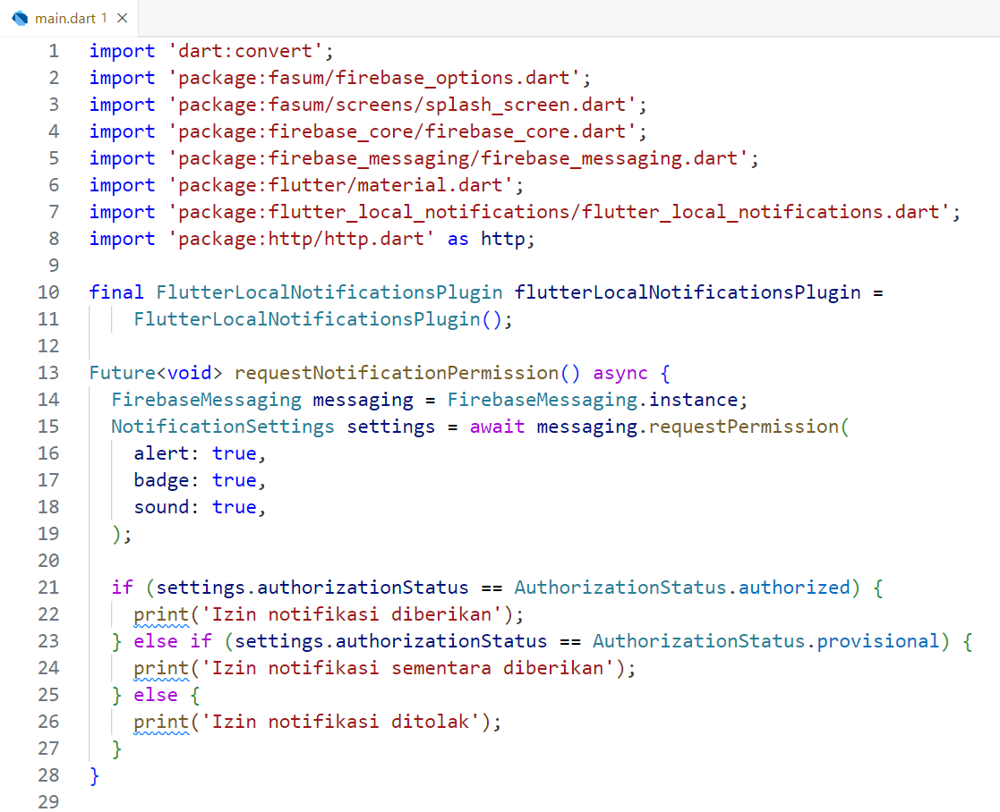 main.dart 1
1 import 'dart:convert';
2 import 'package:fasum/firebase_options.dart';
3 import 'package:fasum/screens/splash_screen.dart';
4 import 'package:firebase_core/firebase_core.dart';
5 import 'package:firebase_messaging/firebase_messaging.dart';
6 import 'package:flutter/material.dart';
7 import 'package:flutter_local_notifications/flutter_local_notifications.dart';
8 import 'package:http/http.dart' as http;
9
10 final FlutterLocalNotificationsPlugin flutterLocalNotificationsPlugin =
11     FlutterLocalNotificationsPlugin();
12
13 Future<void> requestNotificationPermission() async {
14   FirebaseMessaging messaging = FirebaseMessaging.instance;
15   NotificationSettings settings = await messaging.requestPermission(
16     alert: true,
17     badge: true,
18     sound: true,
19   );
20
21   if (settings.authorizationStatus == AuthorizationStatus.authorized) {
22     print('Izin notifikasi diberikan');
23   } else if (settings.authorizationStatus == AuthorizationStatus.provisional) {
24     print('Izin notifikasi sementara diberikan');
25   } else {
26     print('Izin notifikasi ditolak');
27   }
28 }
29